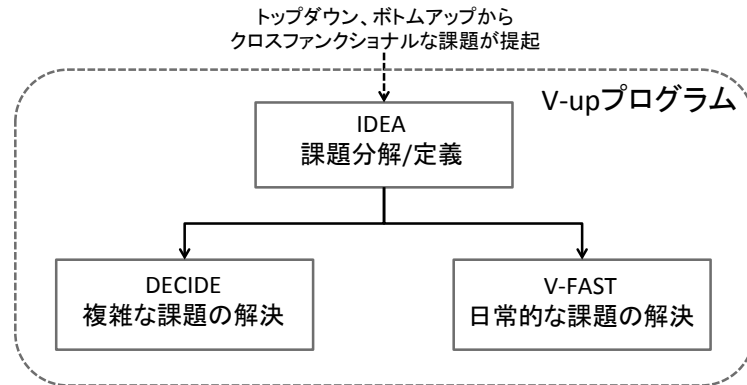 トップダウン、ボトムアップから
クロスファンクショナルな課題が提起
V-upプログラム
IDEA
課題分解/定義
DECIDE
複雑な課題の解決
V-FAST
日常的な課題の解決